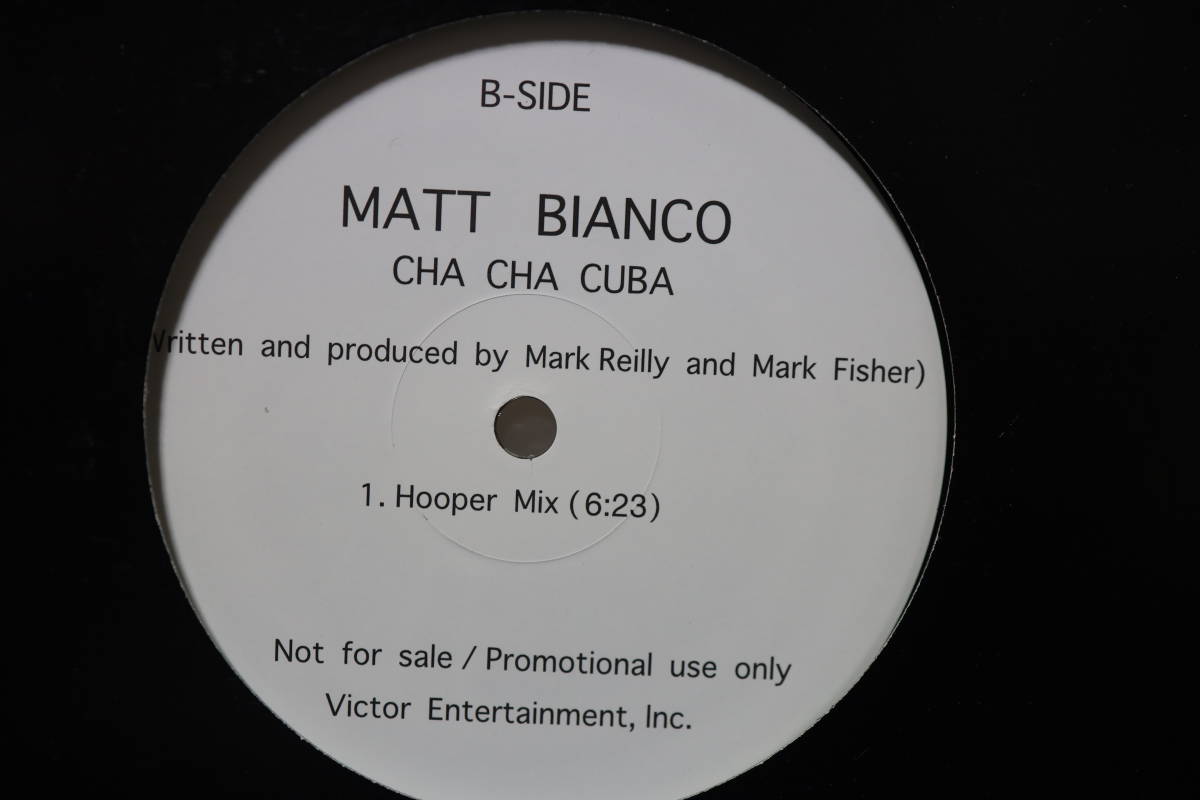 B-SIDE
MATT BIANCO
CHA CHA CUBA
Written and produced by Mark Reilly and Mark Fisher)
1. Hooper Mix (6:23)
Not for sale / Promotional use only
Victor Entertainment, Inc.